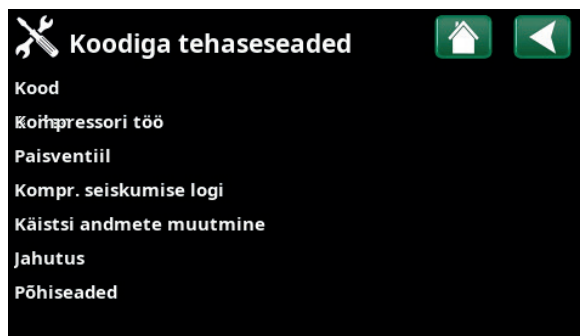 Koodiga tehaseseaded
Kood
Kompressori töö
Paisventiil
Kompr. seiskumise logi
Käistsi andmete muutmine
Jahutus
Põhiseaded